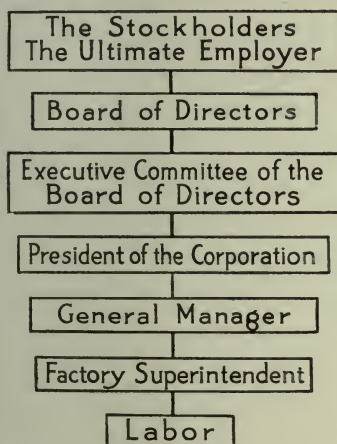 The Stockholders
The Ultimate Employer
Board of Directors
Executive Committee of the
Board of Directors
President of the Corporation
General Manager
Factory Superintendent
Labor